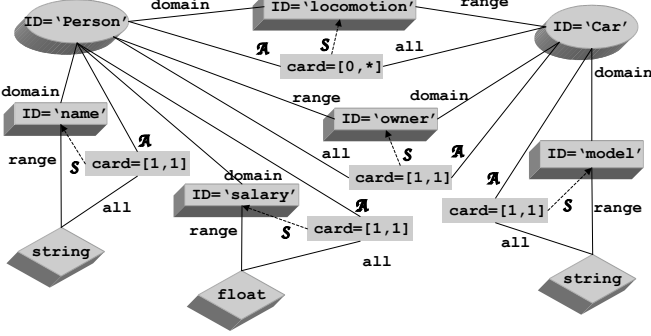 domain
ID=‘locomotion’
range
ID=‘Person’
ID=‘Car’
𝒜
S
all
card=[0,*]
domain
range
domain
domain
ID=‘name’
ID=‘owner’
𝒜
range
S
card=[1,1]
all
S
𝒜
ID=‘model’
domain
card=[1,1]
𝒜
ID=‘salary’
all
𝒜
card=[1,1]
S
range
range
S
card=[1,1]
string
all
all
float
string